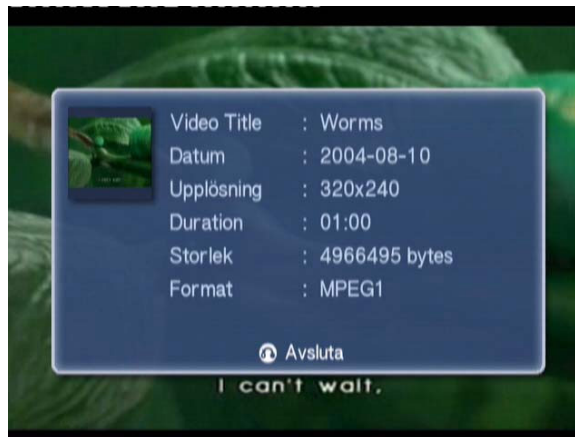 Video Title : Worms
Datum : 2004-08-10
Upplösning : 320x240
Duration : 01:00
Storlek : 4966495 bytes
Format : MPEG1
Avsluta
I can't wait,